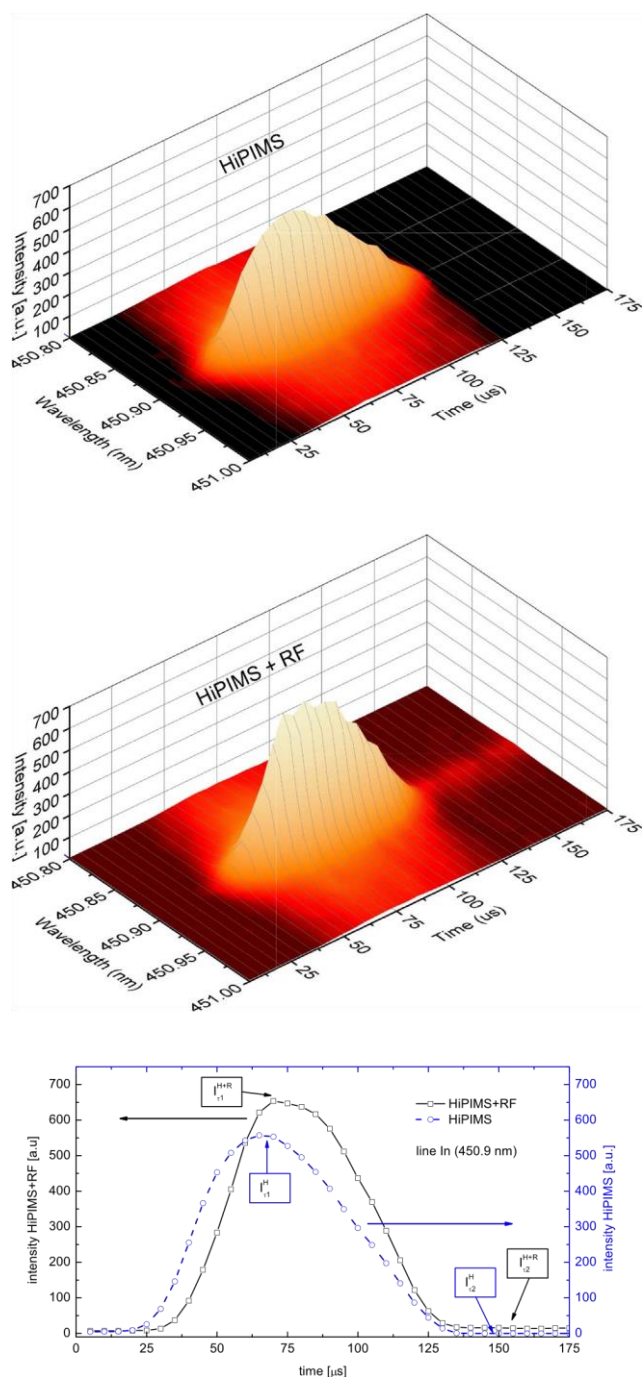 HiPIMS
700
600
500
400
300
200
100
Intensity [a.u.]
450.80
450.85
450.90
450.95
451.00
Wavelength (nm)
25
50
75
100
125
150
175
Time (us)
HiPIMS + RF
700
600
500
400
300
200
100
Intensity [a.u.]
450.80
450.85
450.90
450.95
451.00
Wavelength (nm)
25
50
75
100
125
150
175
Time (us)
700
600
500
400
300
200
100
0
intensity HiPIMS+RF [a.u]
I_τ1^H+R
I_τ1^H
HiPIMS+RF
HiPIMS
line In (450.9 nm)
I_τ2^H
I_τ2^H+R
700
600
500
400
300
200
100
0
intensity HiPIMS [a.u.]
0 25 50 75 100 125 150 175
time [μs]